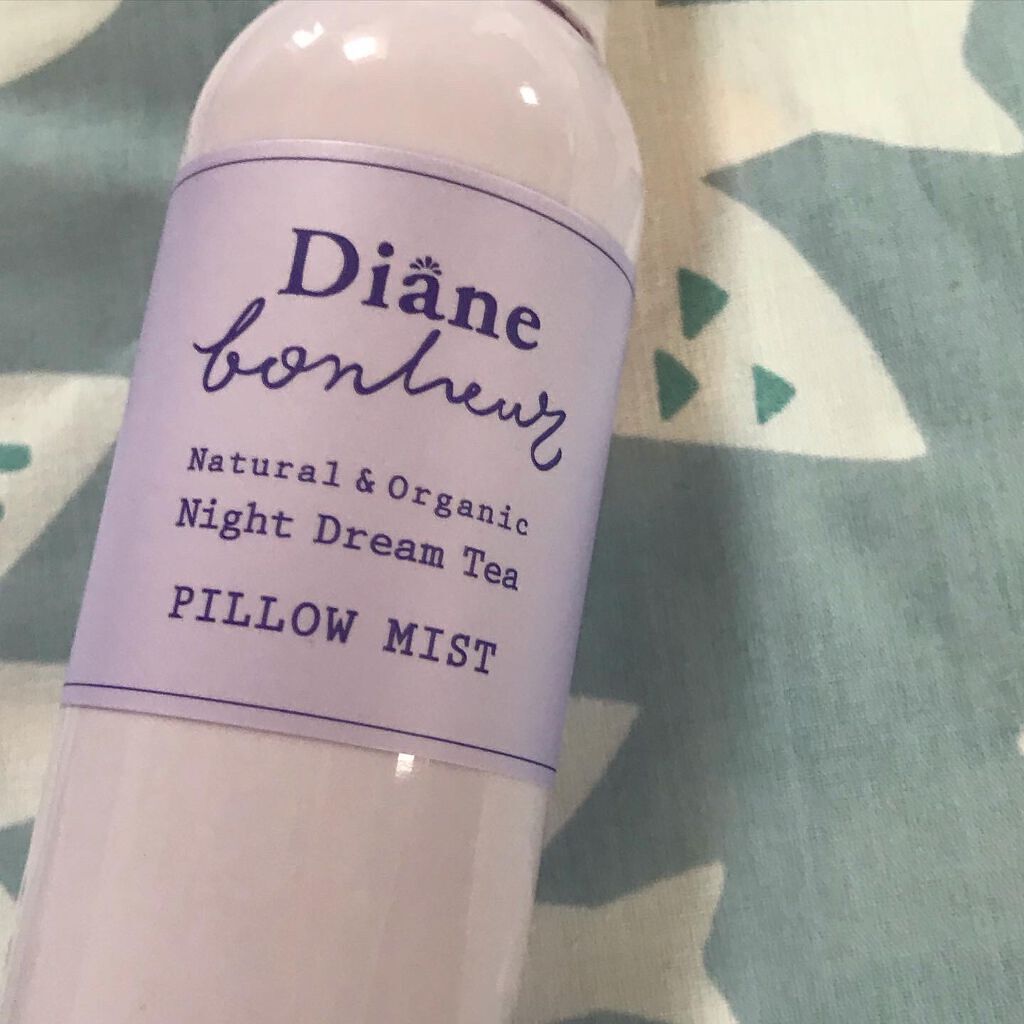 Diane
bonheur
Natural & Organic
Night Dream Tea
PILLOW MIST